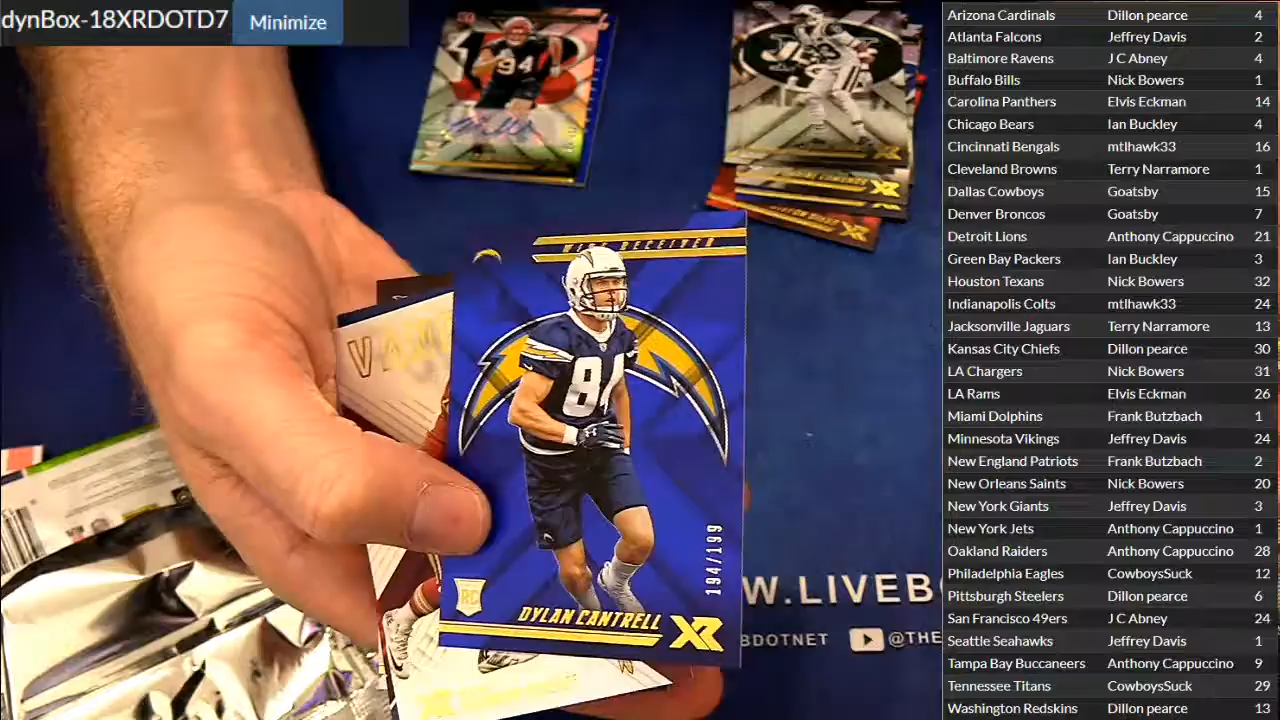 dynBox-18XRDOTD7 Minimize
94
WIDE RECEIVER
VAM
RC
DYLAN CANTRELL XR
194/199
W.LIVEB
BDOTNET @THE
Arizona Cardinals Dillon pearce 4
Atlanta Falcons Jeffrey Davis 2
Baltimore Ravens J C Abney 4
Buffalo Bills Nick Bowers 1
Carolina Panthers Elvis Eckman 14
Chicago Bears Ian Buckley 4
Cincinnati Bengals mtlhawk33 16
Cleveland Browns Terry Narramore 1
Dallas Cowboys Goatsby 15
Denver Broncos Goatsby 7
Detroit Lions Anthony Cappuccino 21
Green Bay Packers Ian Buckley 3
Houston Texans Nick Bowers 32
Indianapolis Colts mtlhawk33 24
Jacksonville Jaguars Terry Narramore 13
Kansas City Chiefs Dillon pearce 30
LA Chargers Nick Bowers 31
LA Rams Elvis Eckman 26
Miami Dolphins Frank Butzbach 1
Minnesota Vikings Jeffrey Davis 24
New England Patriots Frank Butzbach 2
New Orleans Saints Nick Bowers 20
New York Giants Jeffrey Davis 3
New York Jets Anthony Cappuccino 1
Oakland Raiders Anthony Cappuccino 28
Philadelphia Eagles CowboysSuck 12
Pittsburgh Steelers Dillon pearce 6
San Francisco 49ers J C Abney 24
Seattle Seahawks Jeffrey Davis 1
Tampa Bay Buccaneers Anthony Cappuccino 9
Tennessee Titans CowboysSuck 29
Washington Redskins Dillon pearce 13